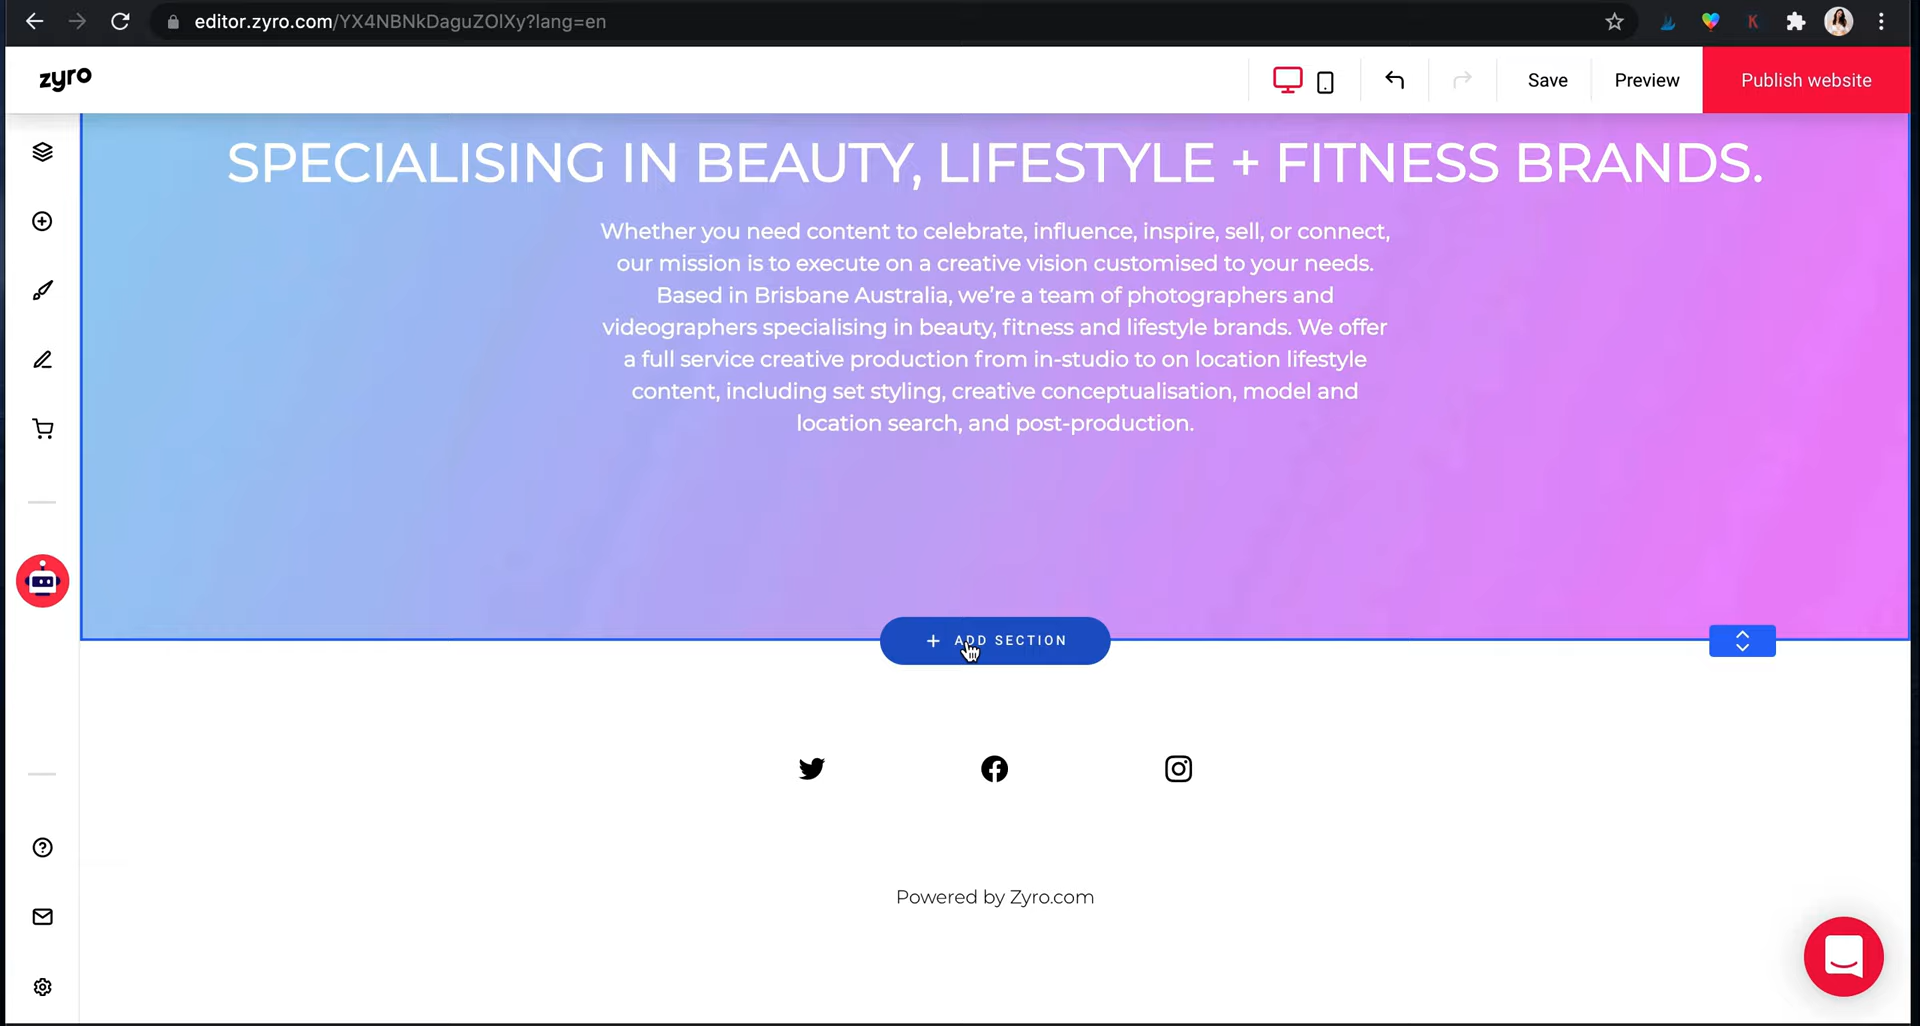 editor.zyro.com/YX4NBNkDaguZOlXy?lang=en
K
zyro
Save
Preview
Publish website
SPECIALISING IN BEAUTY, LIFESTYLE + FITNESS BRANDS.
Whether you need content to celebrate, influence, inspire, sell, or connect,
our mission is to execute on a creative vision customised to your needs.
Based in Brisbane Australia, we’re a team of photographers and
videographers specialising in beauty, fitness and lifestyle brands. We offer
a full service creative production from in-studio to on location lifestyle
content, including set styling, creative conceptualisation, model and
location search, and post-production.
+ ADD SECTION
Powered by Zyro.com